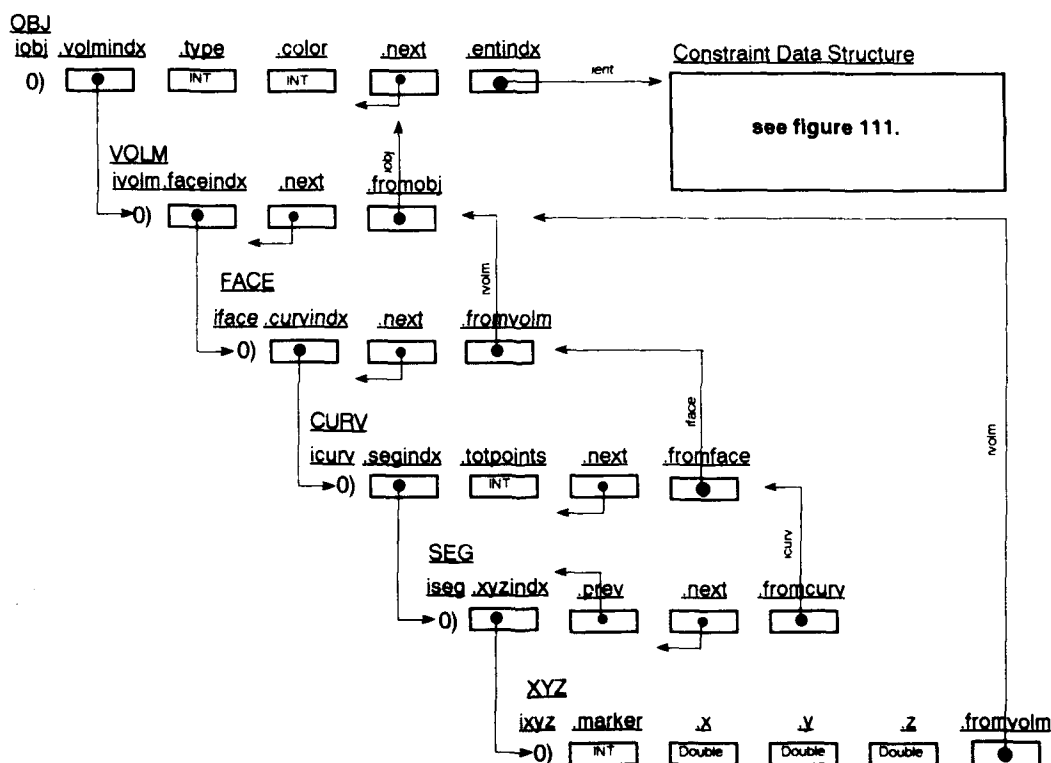 OBJ
iobj .volmindx .type .color .next .entindx
Constraint Data Structure
0) INT INT
ient
see figure 111.
iobj
VOLM
ivolm .faceindx .next .fromobj
0)
ivolm
FACE
iface .curvindx .next .fromvolm
0)
iface
ivolm
CURV
icurv .segindx .totpoints .next .fromface
0) INT
icurv
SEG
iseg .xyzindx .prev .next .fromcurv
0)
XYZ
ixyz .marker .x .y .z .fromvolm
0) INT Double Double Double